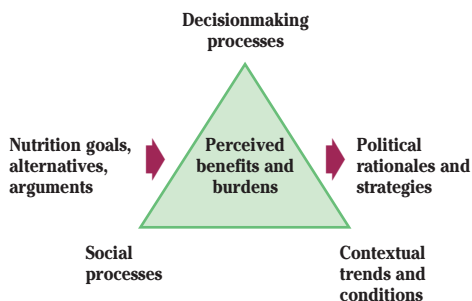 Decisionmaking
processes
Nutrition goals,
alternatives,
arguments
Perceived
benefits and
burdens
Political
rationales and
strategies
Social
processes
Contextual
trends and
conditions